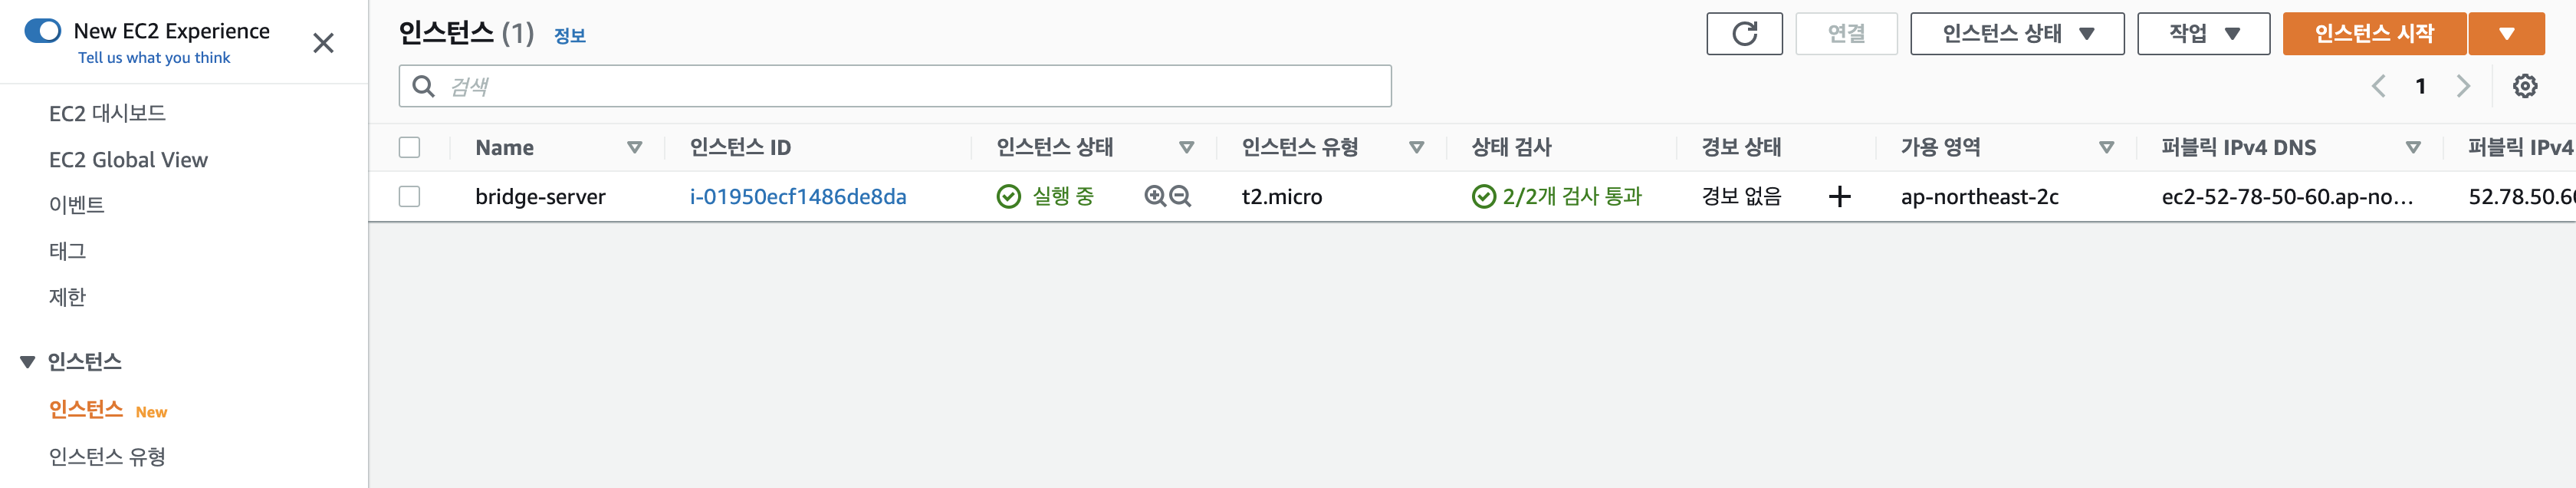 New EC2 Experience
Tell us what you think
EC2 대시보드
EC2 Global View
이벤트
태그
제한
인스턴스
인스턴스 New
인스턴스 유형
인스턴스 (1) 정보
연결 인스턴스 상태 작업 인스턴스 시작
검색
1
Name 인스턴스 ID 인스턴스 상태 인스턴스 유형 상태 검사 경보 상태 가용 영역 퍼블릭 IPv4 DNS 퍼블릭 IPv4
bridge-server i-01950ecf1486de8da 실행 중 t2.micro 2/2개 검사 통과 경보 없음 ap-northeast-2c ec2-52-78-50-60.ap-no... 52.78.50.60